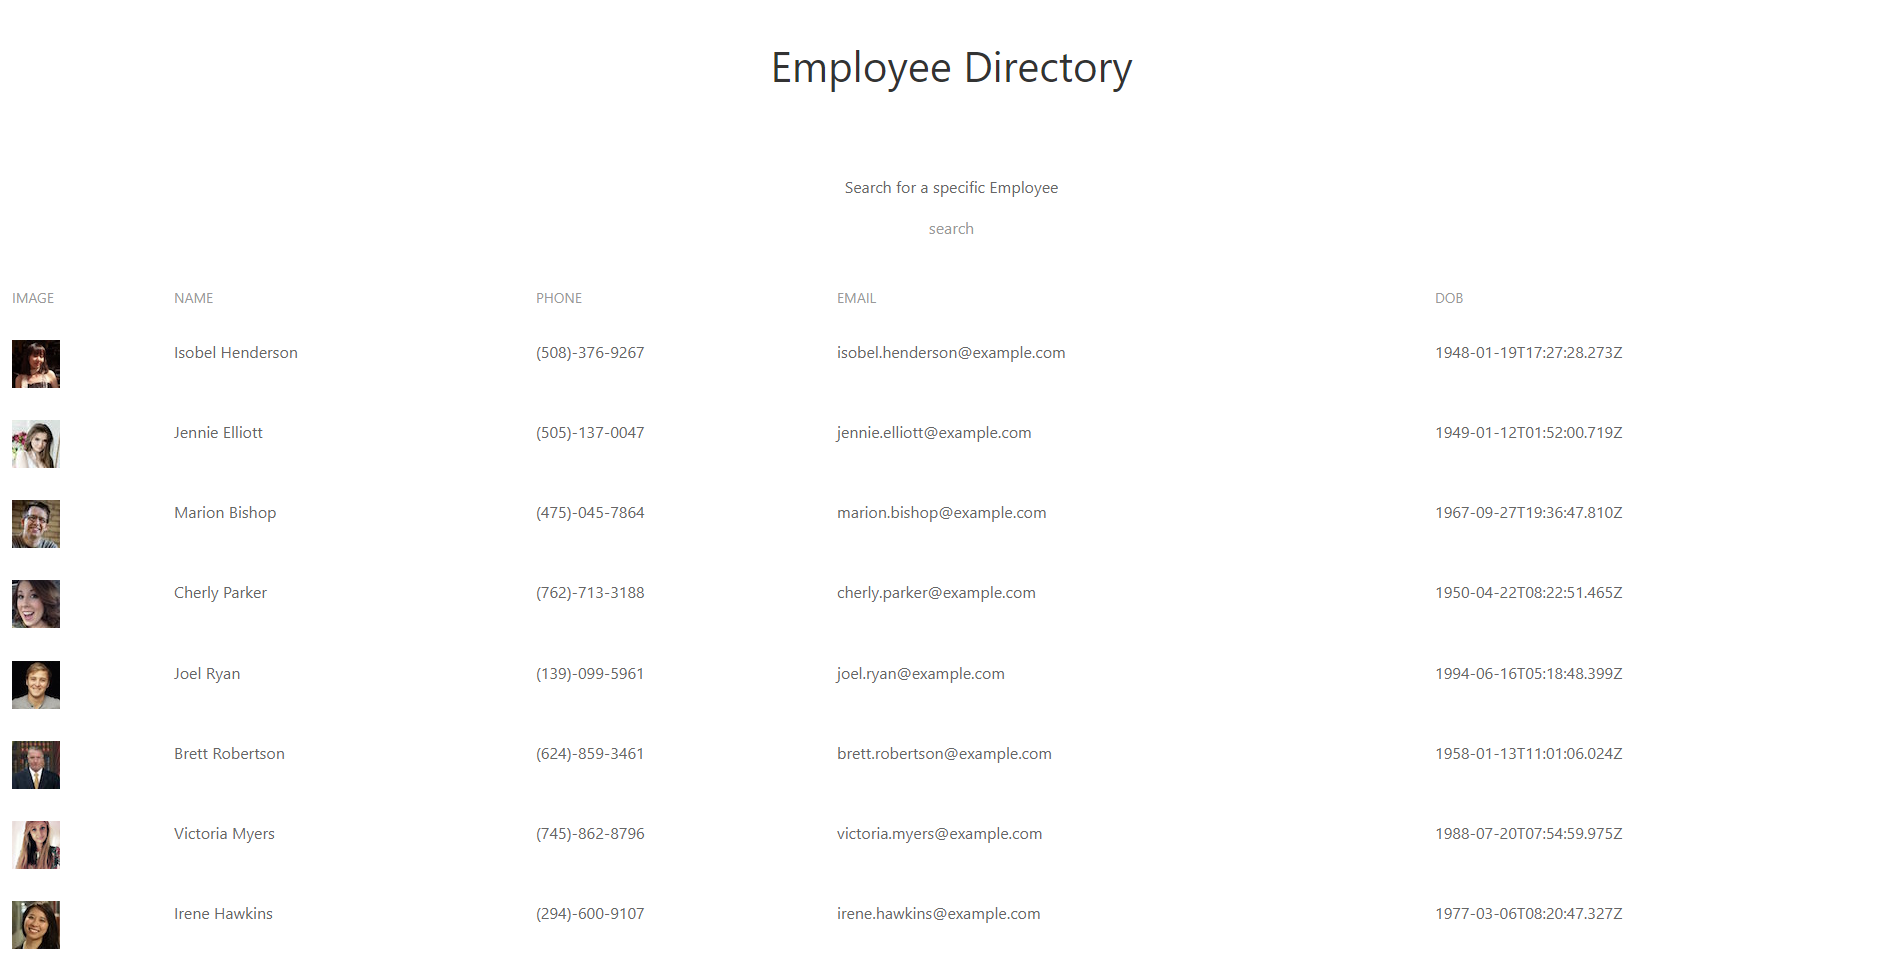 Employee Directory
Search for a specific Employee
search
IMAGE NAME PHONE EMAIL DOB
Isobel Henderson (508)-376-9267 isobel.henderson@example.com 1948-01-19T17:27:28.273Z
Jennie Elliott (505)-137-0047 jennie.elliott@example.com 1949-01-12T01:52:00.719Z
Marion Bishop (475)-045-7864 marion.bishop@example.com 1967-09-27T19:36:47.810Z
Cherly Parker (762)-713-3188 cherly.parker@example.com 1950-04-22T08:22:51.465Z
Joel Ryan (139)-099-5961 joel.ryan@example.com 1994-06-16T05:18:48.399Z
Brett Robertson (624)-859-3461 brett.robertson@example.com 1958-01-13T11:01:06.024Z
Victoria Myers (745)-862-8796 victoria.myers@example.com 1988-07-20T07:54:59.975Z
Irene Hawkins (294)-600-9107 irene.hawkins@example.com 1977-03-06T08:20:47.327Z